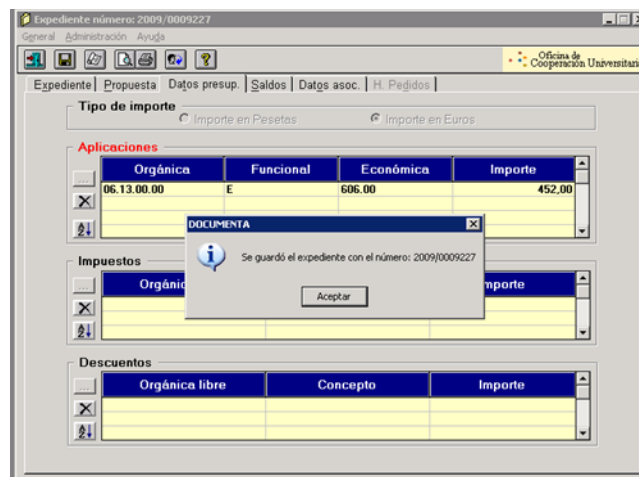 Expediente número: 2009/0009227
General Administración Ayuda
Oficina de
Cooperación Universitari
Expediente Propuesta Datos presup. Saldos Datos asoc. H. Pedidos
Tipo de importe
Importe en Pesetas Importe en Euros
Aplicaciones
Orgánica Funcional Económica Importe
06.13.00.00 E 606.00 452,00
DOCUMENTA
Se guardó el expediente con el número: 2009/0009227
Aceptar
Impuestos
Orgánic mporte
Descuentos
Orgánica libre Concepto Importe